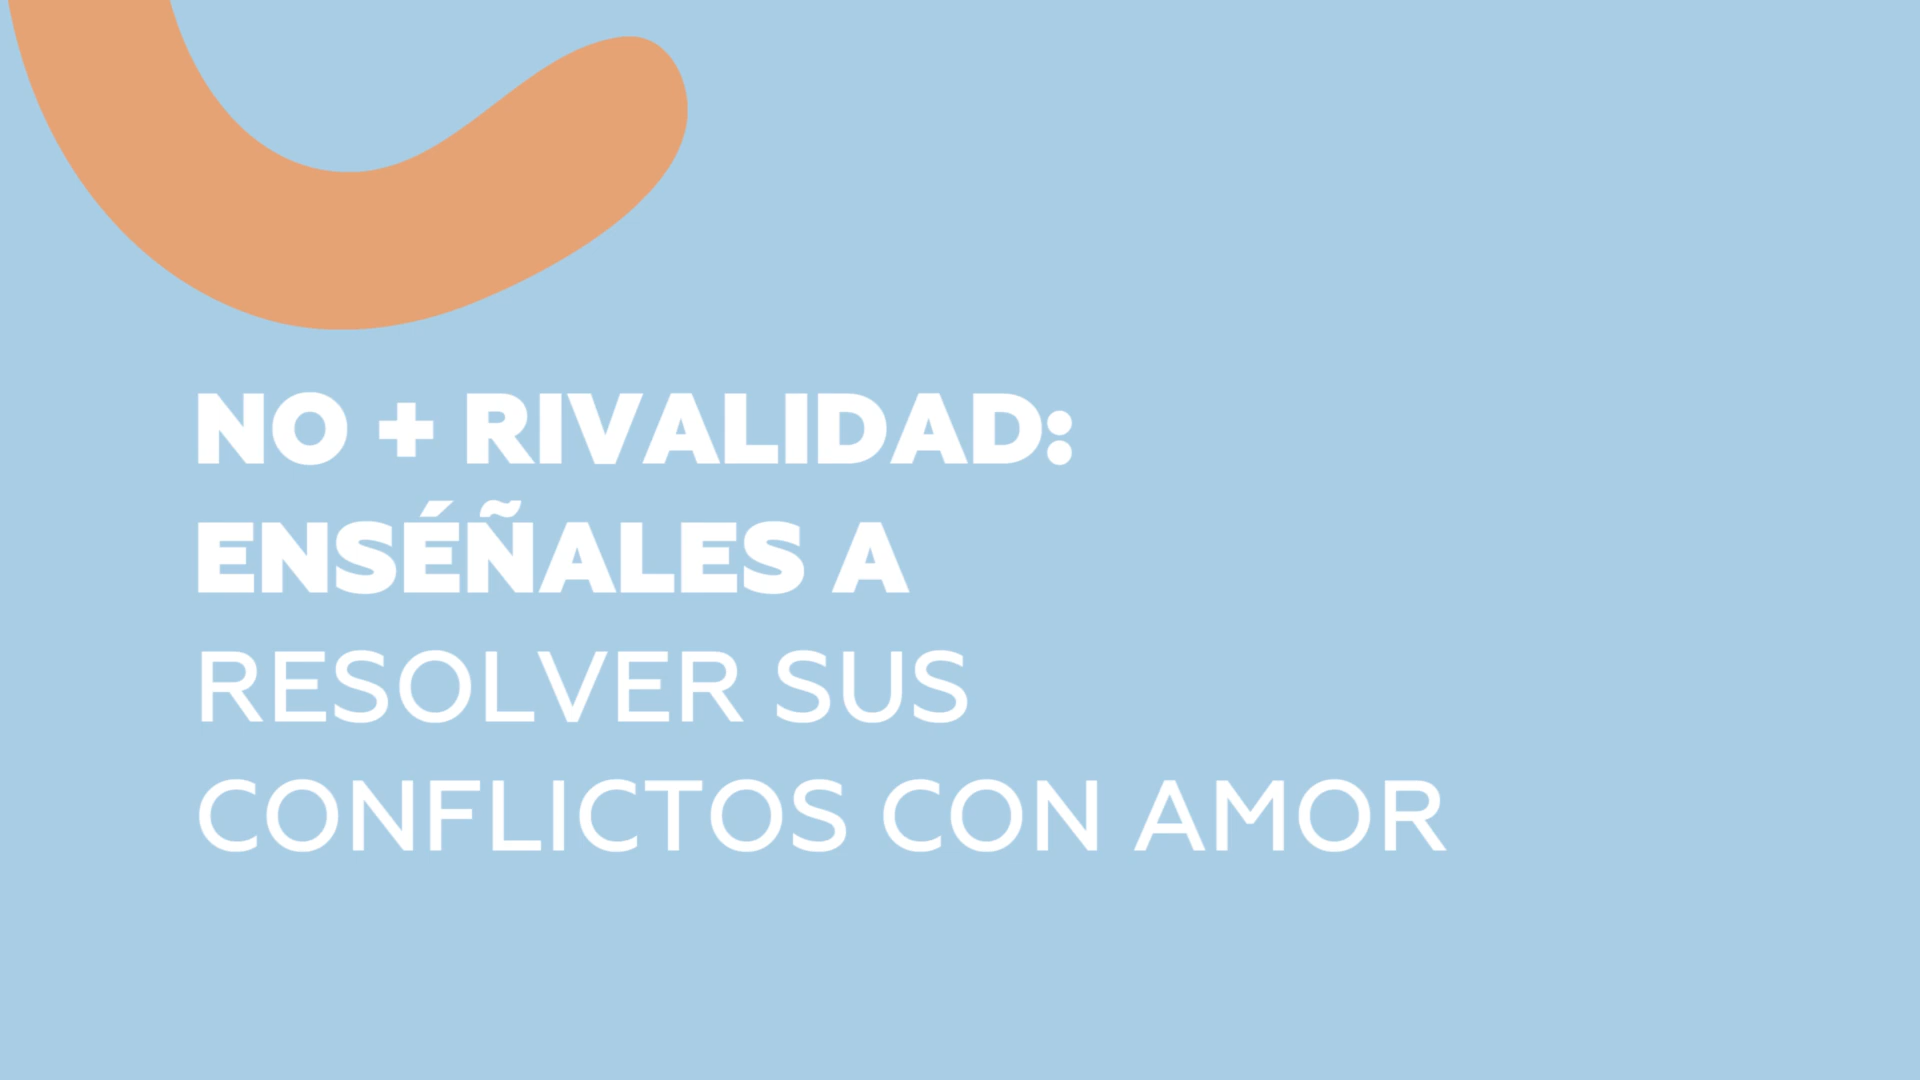 NO + RIVALIDAD:
ENSÉÑALES A
RESOLVER SUS
CONFLICTOS CON AMOR